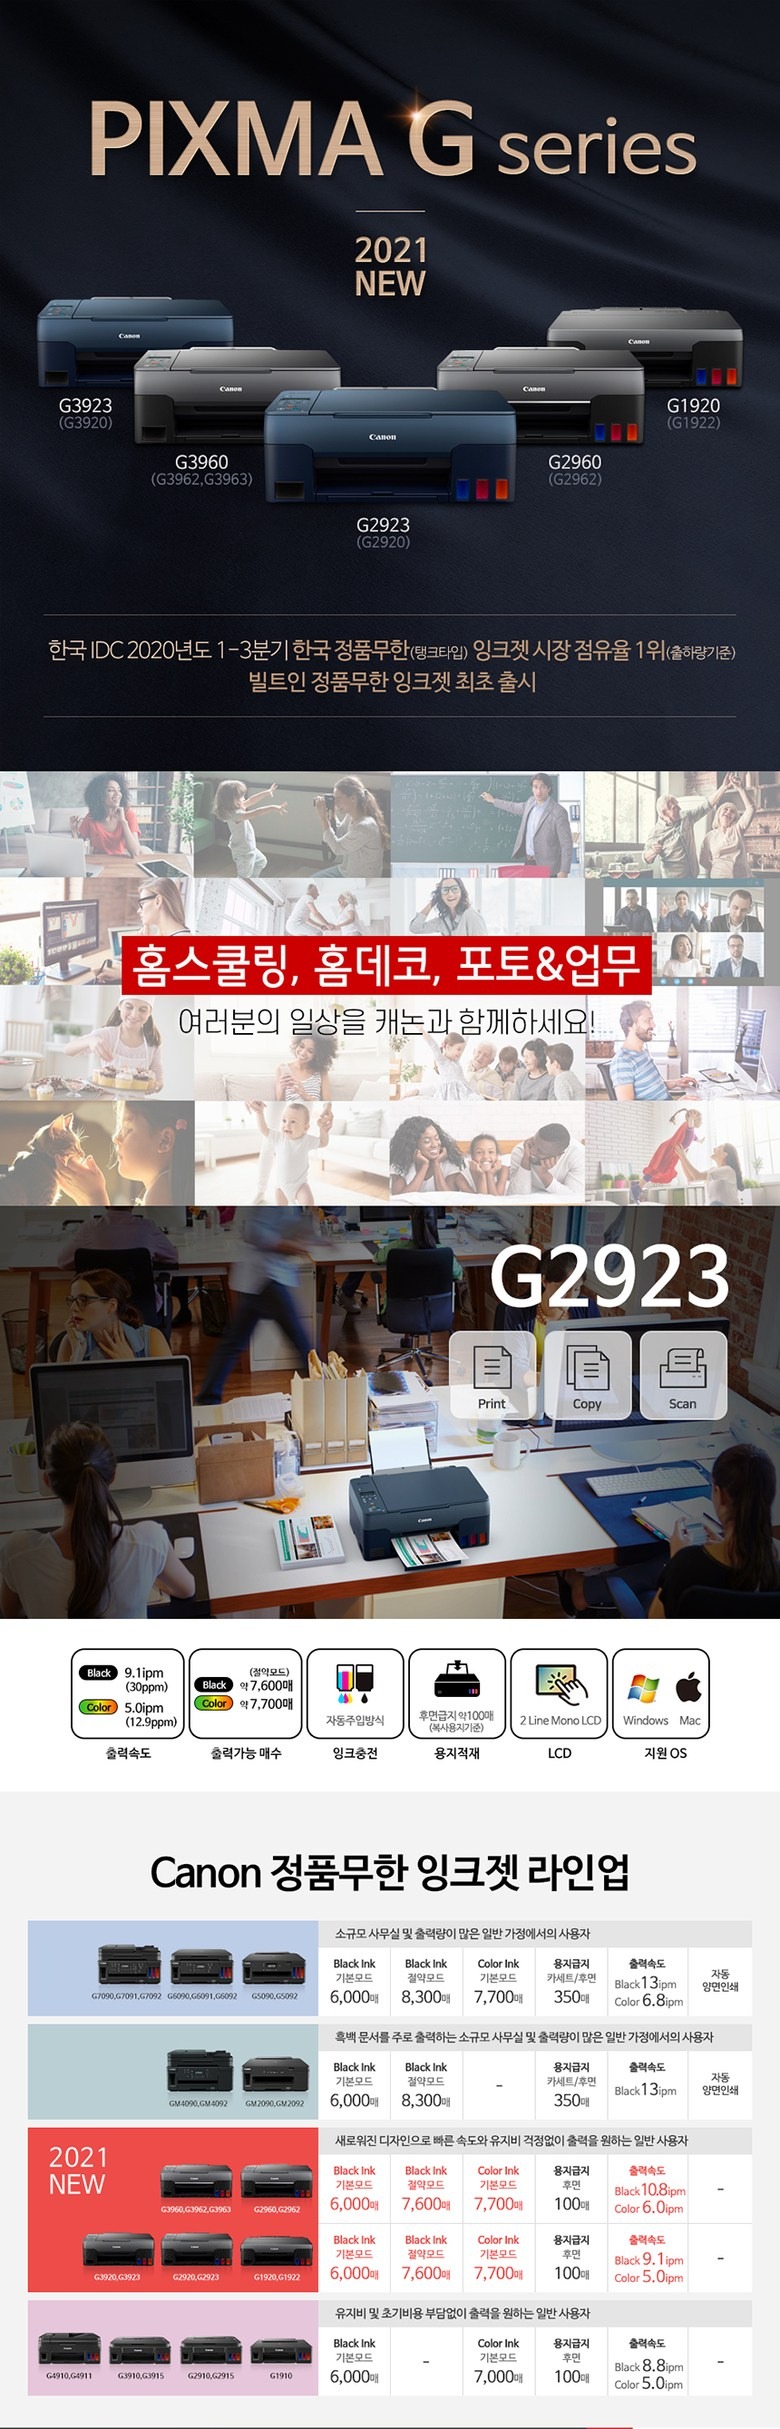 PIXMA G series
2021
NEW
Canon
Canon
Canon
Canon
Canon
G3923
(G3920)
G1920
(G1922)
G3960
(G3962,G3963)
G2960
(G2962)
G2923
(G2920)
한국 IDC 2020년도 1-3분기 한국 정품무한(탱크타입) 잉크젯 시장 점유율 1위(출하량기준)
빌트인 정품무한 잉크젯 최초 출시
홈스쿨링, 홈데코, 포토&업무
여러분의 일상을 캐논과 함께하세요!
G2923
Print
Copy
Scan
Canon
Black 9.1ipm
(30ppm)
Color 5.0ipm
(12.9ppm)
출력속도
(절약모드)
Black 약 7,600매
Color 약 7,700매
출력가능 매수
자동주입방식
잉크충전
후면급지 약100매
(복사용지기준)
용지적재
2 Line Mono LCD
LCD
Windows Mac
지원 OS
Canon 정품무한 잉크젯 라인업
G7090,G7091,G7092
G6090,G6091,G6092
G5090,G5092
소규모 사무실 및 출력량이 많은 일반 가정에서의 사용자
Black Ink
기본모드
6,000매
Black Ink
절약모드
8,300매
Color Ink
기본모드
7,700매
용지급지
카세트/후면
350매
출력속도
Black 13ipm
Color 6.8ipm
자동
양면인쇄
GM4090,GM4092
GM2090,GM2092
흑백 문서를 주로 출력하는 소규모 사무실 및 출력량이 많은 일반 가정에서의 사용자
Black Ink
기본모드
6,000매
Black Ink
절약모드
8,300매
-
용지급지
카세트/후면
350매
출력속도
Black 13ipm
자동
양면인쇄
2021
NEW
G3960,G3962,G3963
G2960,G2962
G3920,G3923
G2920,G2923
G1920,G1922
새로워진 디자인으로 빠른 속도와 유지비 걱정없이 출력을 원하는 일반 사용자
Black Ink
기본모드
6,000매
Black Ink
절약모드
7,600매
Color Ink
기본모드
7,700매
용지급지
후면
100매
출력속도
Black 10.8ipm
Color 6.0ipm
-
Black Ink
기본모드
6,000매
Black Ink
절약모드
7,600매
Color Ink
기본모드
7,700매
용지급지
후면
100매
출력속도
Black 9.1ipm
Color 5.0ipm
-
G4910,G4911
G3910,G3915
G2910,G2915
G1910
유지비 및 초기비용 부담없이 출력을 원하는 일반 사용자
Black Ink
기본모드
6,000매
-
Color Ink
기본모드
7,000매
용지급지
후면
100매
출력속도
Black 8.8ipm
Color 5.0ipm
-